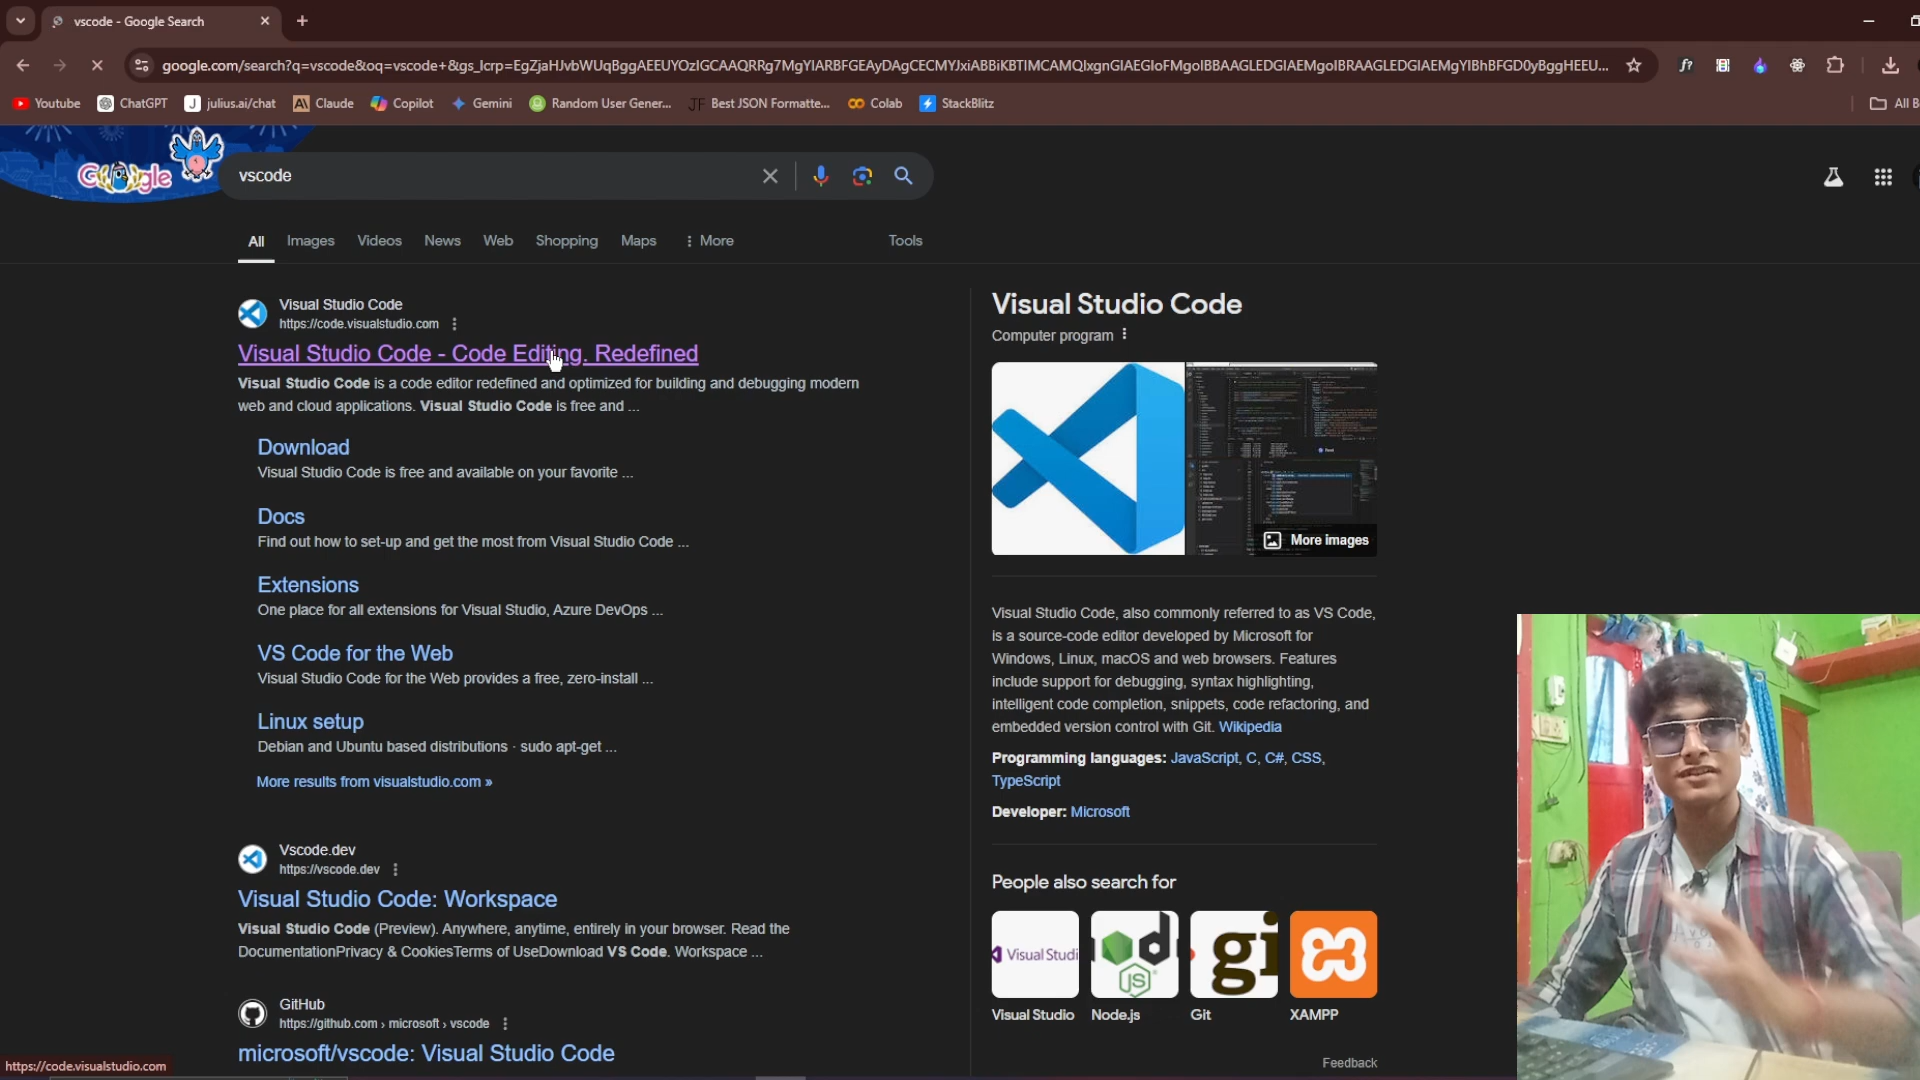 vscode - Google Search
google.com/search?q=vscode&oq=vscode+&gs_lcrp=EgZjaHJvbWUqBggAEEUYOzIGCAAQRRg7MgYIARBFGEAyDAgCECMYJxiABBiKBTIMCAMQIxgnGIAEGIoFMgoIBBAAGLEDGIAEMgoIBRAAGLEDGIAEMgYIBhBFGD0yBggHEEU...
Youtube
ChatGPT
julius.ai/chat
Claude
Copilot
Gemini
Random User Gener...
Best JSON Formatte...
Colab
StackBlitz
All B
Google
vscode
All
Images
Videos
News
Web
Shopping
Maps
More
Tools
Visual Studio Code
https://code.visualstudio.com
Visual Studio Code - Code Editing. Redefined
Visual Studio Code is a code editor redefined and optimized for building and debugging modern
web and cloud applications. Visual Studio Code is free and ...
Download
Visual Studio Code is free and available on your favorite ...
Docs
Find out how to set-up and get the most from Visual Studio Code ...
Extensions
One place for all extensions for Visual Studio, Azure DevOps ...
VS Code for the Web
Visual Studio Code for the Web provides a free, zero-install ...
Linux setup
Debian and Ubuntu based distributions · sudo apt-get ...
More results from visualstudio.com »
Vscode.dev
https://vscode.dev
Visual Studio Code: Workspace
Visual Studio Code (Preview). Anywhere, anytime, entirely in your browser. Read the
DocumentationPrivacy & CookiesTerms of UseDownload VS Code. Workspace ...
GitHub
https://github.com › microsoft › vscode
microsoft/vscode: Visual Studio Code
https://code.visualstudio.com
Visual Studio Code
Computer program
More images
Visual Studio Code, also commonly referred to as VS Code,
is a source-code editor developed by Microsoft for
Windows, Linux, macOS and web browsers. Features
include support for debugging, syntax highlighting,
intelligent code completion, snippets, code refactoring, and
embedded version control with Git. Wikipedia
Programming languages: JavaScript, C, C#, CSS,
TypeScript
Developer: Microsoft
People also search for
Visual Studi
JS
gi
Visual Studio
Node.js
Git
XAMPP
Feedback